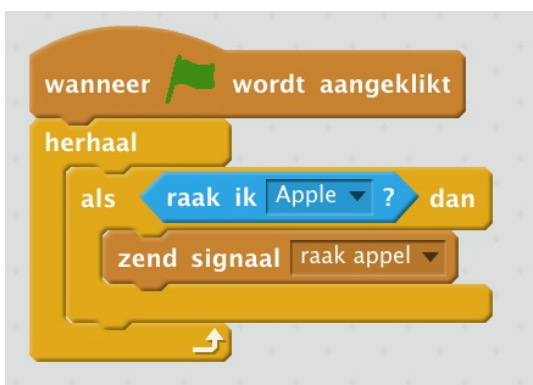 wanneer wordt aangeklikt
herhaal
als raak ik Apple ? dan
zend signaal raak appel